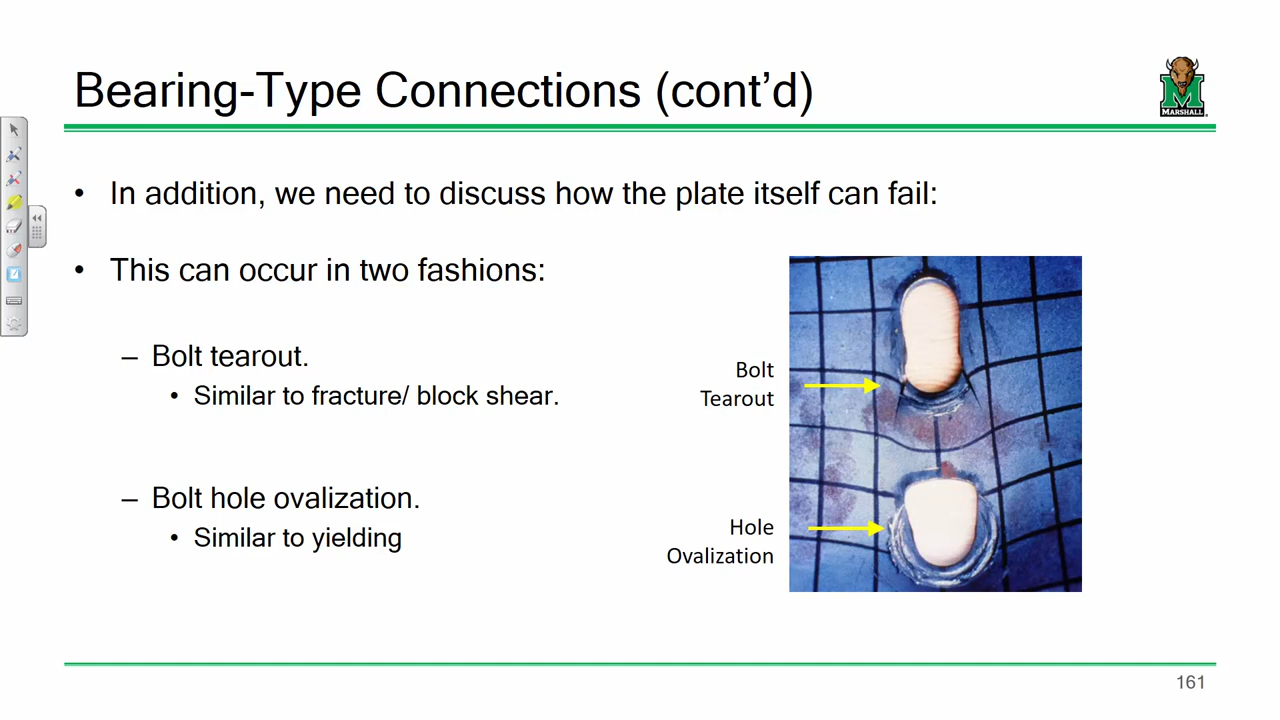 Bearing-Type Connections (cont’d)
MARSHALL
• In addition, we need to discuss how the plate itself can fail:
• This can occur in two fashions:
– Bolt tearout.
• Similar to fracture/ block shear.
Bolt
Tearout
– Bolt hole ovalization.
• Similar to yielding
Hole
Ovalization
161